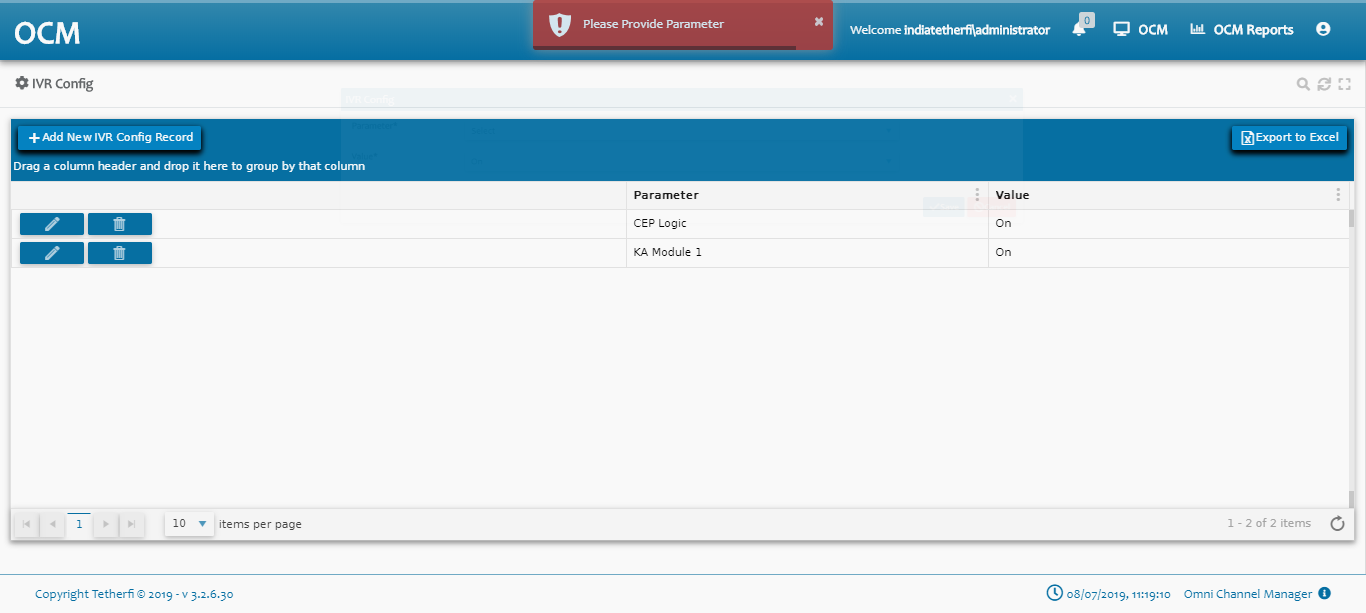 OCM
Please Provide Parameter
Welcome indiatetherfi\administrator
0
OCM
OCM Reports
IVR Config
IVR Config
Add New IVR Config Record
Export to Excel
Drag a column header and drop it here to group by that column
Parameter
Value
CEP Logic
On
KA Module 1
On
1
10
items per page
1 - 2 of 2 items
Copyright Tetherfi © 2019 - v 3.2.6.30
08/07/2019, 11:19:10
Omni Channel Manager